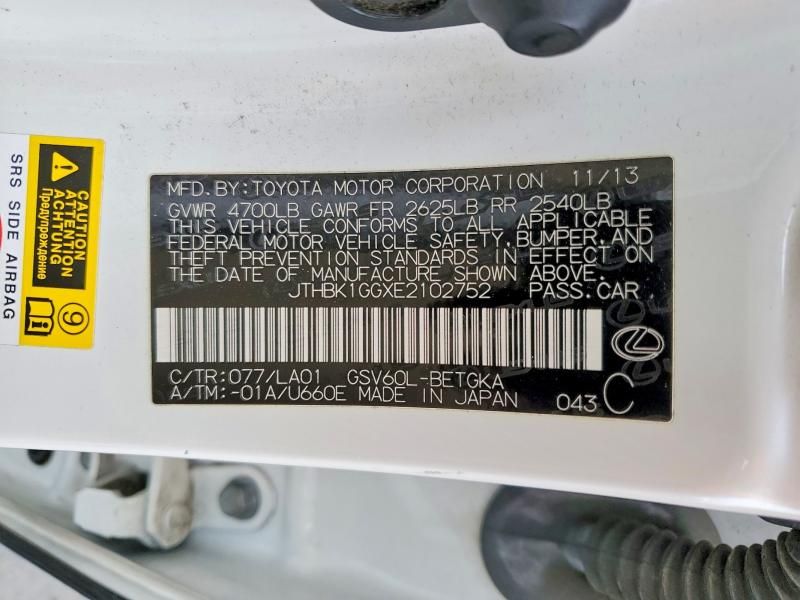 MFD. BY: TOYOTA MOTOR CORPORATION 11/13
GVWR 4700LB GAWR FR 2625LB RR 2540LB
THIS VEHICLE CONFORMS TO ALL APPLICABLE
FEDERAL MOTOR VEHICLE SAFETY, BUMPER, AND
THEFT PREVENTION STANDARDS IN EFFECT ON
THE DATE OF MANUFACTURE SHOWN ABOVE.
JTHBK1GGXE2102752 PASS. CAR
C/TR: 077/LA01 GSV60L-BETGKA
A/TM: -01A/U660E MADE IN JAPAN 043 C
SRS SIDE AIRBAG
CAUTION
ATTENTION
ACHTUNG
Предупреждение
9